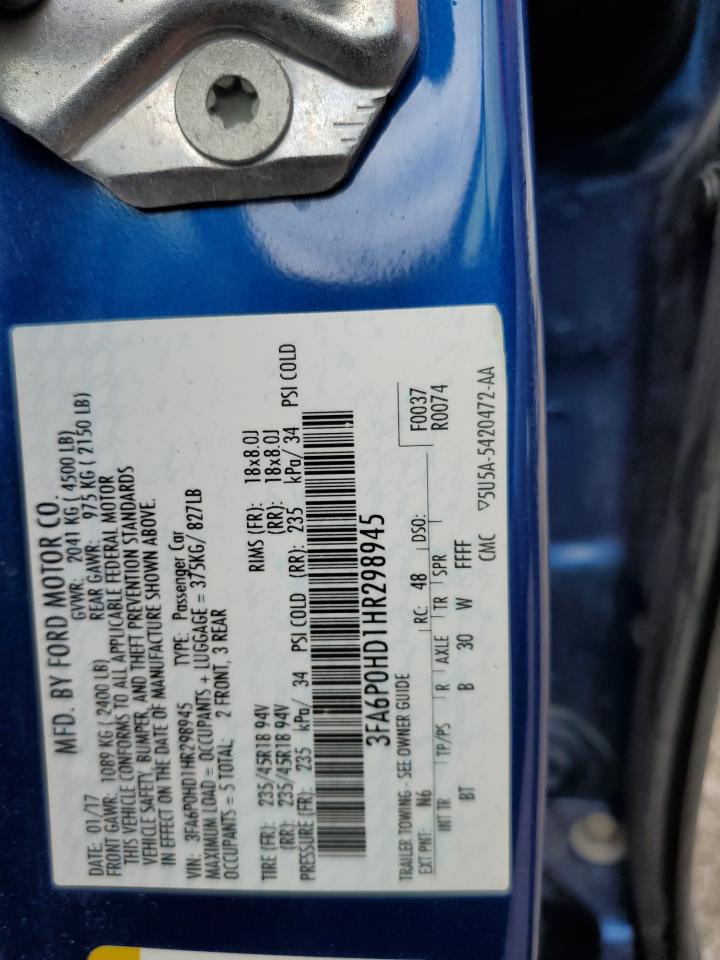 MFD. BY FORD MOTOR CO.
DATE: 01/17 GVWR: 2041 KG ( 4500 LB)
FRONT GAWR: 1089 KG ( 2400 LB) REAR GAWR: 975 KG ( 2150 LB)
THIS VEHICLE CONFORMS TO ALL APPLICABLE FEDERAL MOTOR
VEHICLE SAFETY, BUMPER, AND THEFT PREVENTION STANDARDS
IN EFFECT ON THE DATE OF MANUFACTURE SHOWN ABOVE.
VIN: 3FA6P0HD1HR298945 TYPE: Passenger Car
MAXIMUM LOAD = OCCUPANTS + LUGGAGE = 375KG/ 827LB
OCCUPANTS = 5 TOTAL: 2 FRONT, 3 REAR
TIRE (FR): 235/45R18 94V RIMS (FR): 18x8.0J
(RR): 235/45R18 94V (RR): 18x8.0J
PRESSURE (FR): 235 kPa/ 34 PSI COLD (RR): 235 kPa/ 34 PSI COLD
3FA6P0HD1HR298945
TRAILER TOWING - SEE OWNER GUIDE
F0037
EXT PNT: N6 RC: 48 DSO: R0074
INT TR TP/PS R AXLE TR SPR
BT B 30 W FFFF
CMC ▽5U5A-5420472-AA